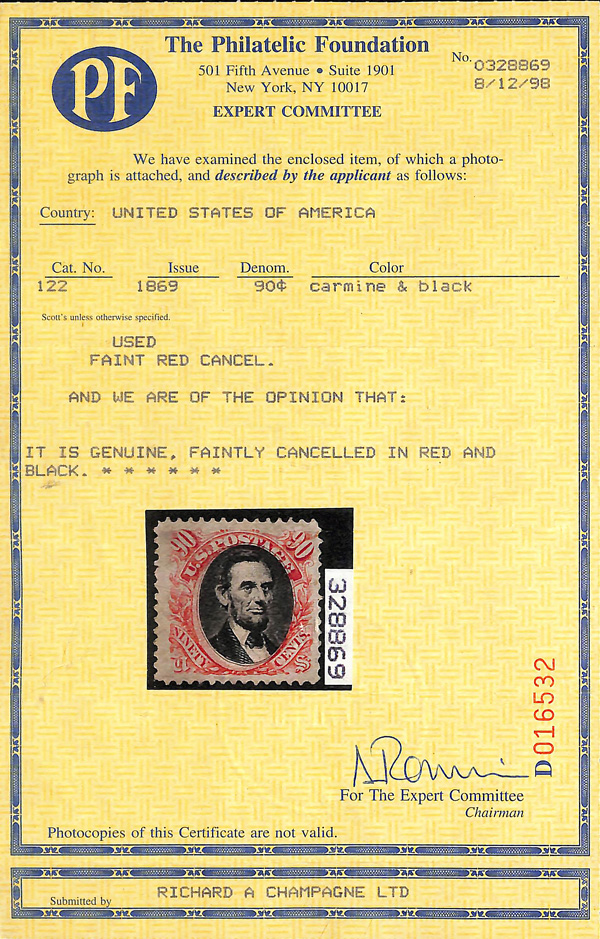 PF
The Philatelic Foundation
501 Fifth Avenue • Suite 1901
New York, NY 10017
EXPERT COMMITTEE
No. 0328869
8/12/98
We have examined the enclosed item, of which a photo-
graph is attached, and described by the applicant as follows:
Country: UNITED STATES OF AMERICA
Cat. No. Issue Denom. Color
122 1869 90¢ carmine & black
Scott's unless otherwise specified.
USED
FAINT RED CANCEL.
AND WE ARE OF THE OPINION THAT:
IT IS GENUINE, FAINTLY CANCELLED IN RED AND
BLACK. * * * * * *
90 90
U.S. POSTAGE
NINETY CENTS.
328869
D016532
For The Expert Committee
Chairman
Photocopies of this Certificate are not valid.
Submitted by RICHARD A CHAMPAGNE LTD